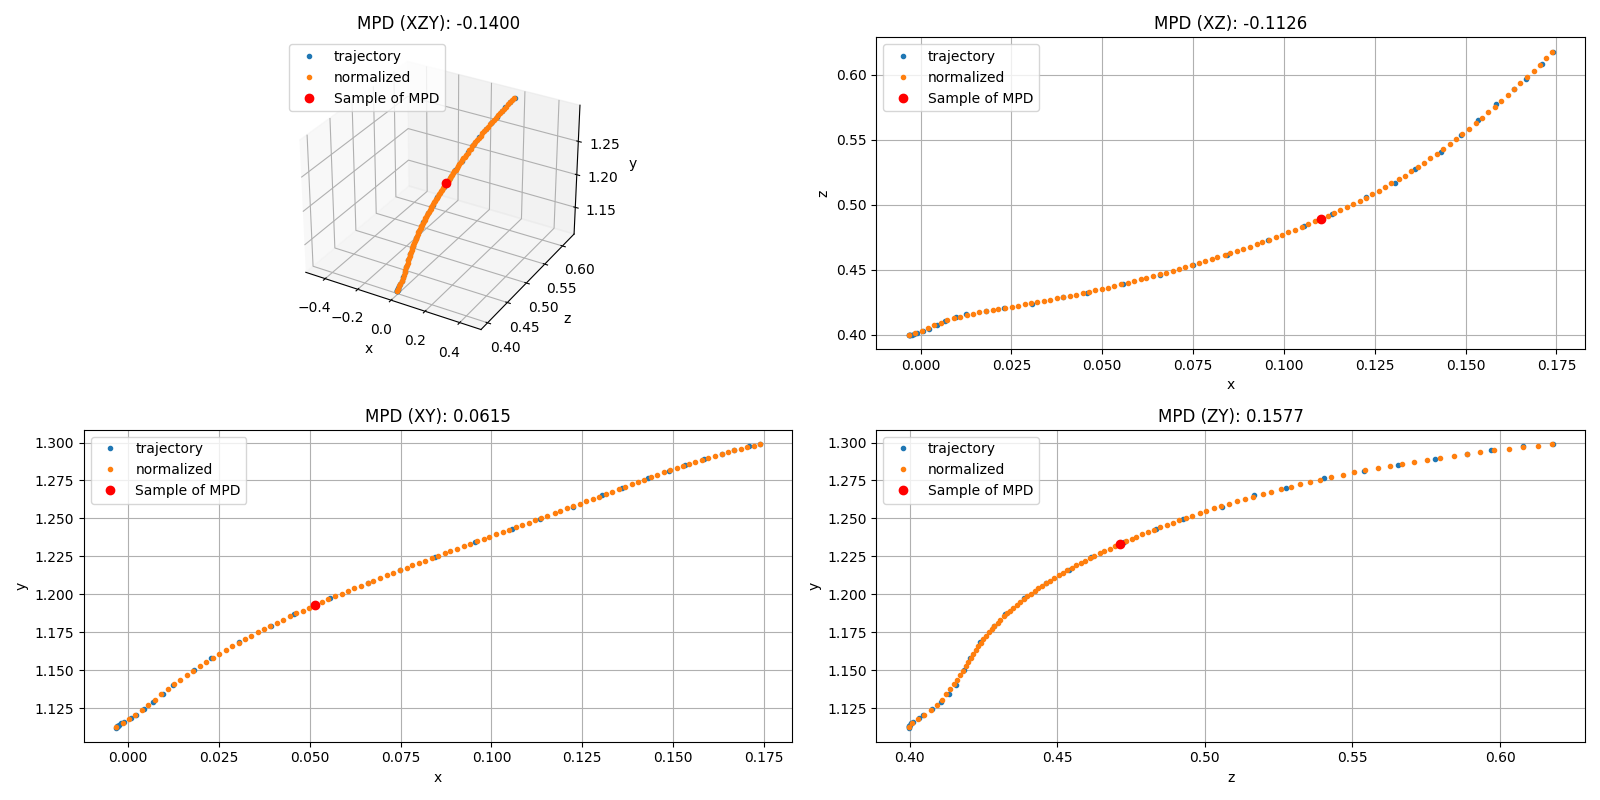 MPD (XZY): -0.1400
trajectory
normalized
Sample of MPD
1.25
1.20
1.15
y
−0.4
−0.2
0.0
0.2
0.4
x
0.40
0.45
0.50
0.55
0.60
z
MPD (XZ): -0.1126
trajectory
normalized
Sample of MPD
0.60
0.55
0.50
0.45
0.40
z
0.000
0.025
0.050
0.075
0.100
0.125
0.150
0.175
x
MPD (XY): 0.0615
trajectory
normalized
Sample of MPD
1.300
1.275
1.250
1.225
1.200
1.175
1.150
1.125
y
0.000
0.025
0.050
0.075
0.100
0.125
0.150
0.175
x
MPD (ZY): 0.1577
trajectory
normalized
Sample of MPD
1.300
1.275
1.250
1.225
1.200
1.175
1.150
1.125
y
0.40
0.45
0.50
0.55
0.60
z